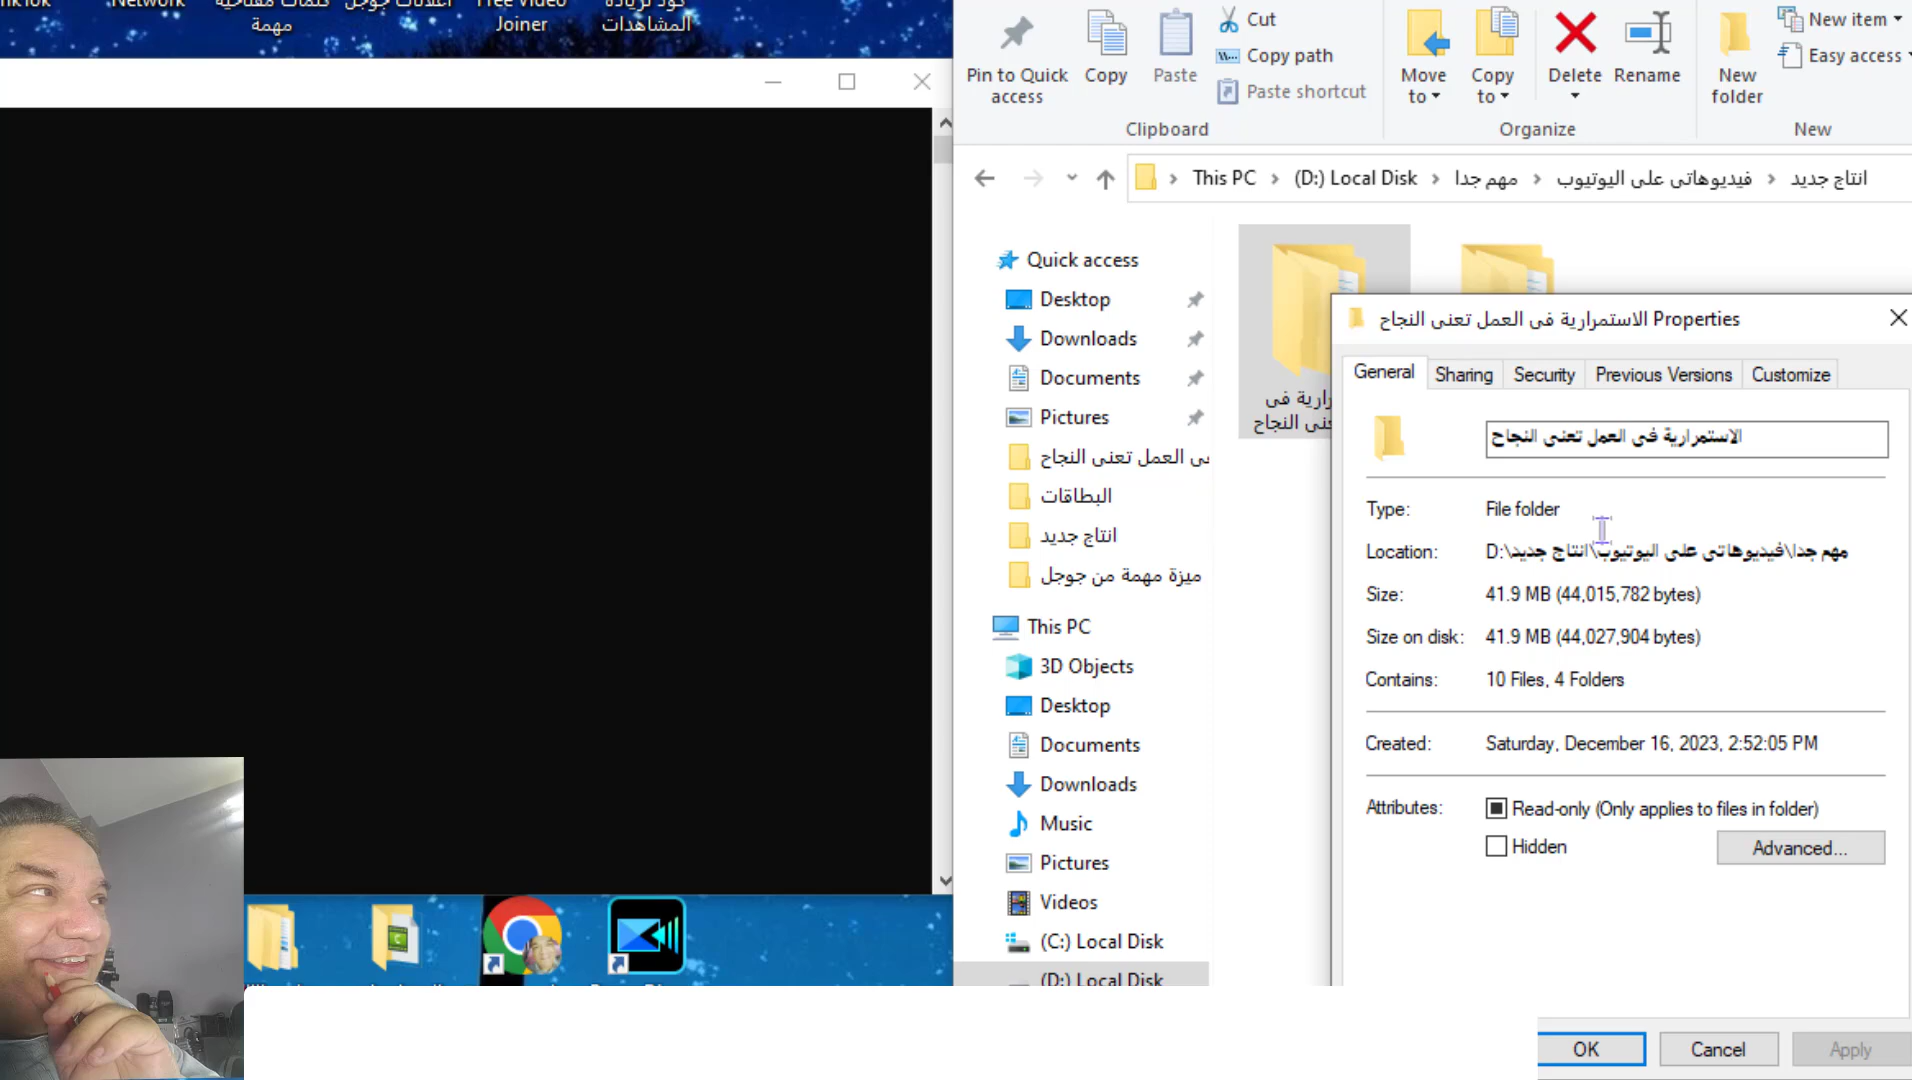 Network
كلمات مفتاحية
مهمة
اعلانات جوجل
Free Video
Joiner
كود لزيادة
المشاهدات
Pin to Quick
access
Copy
Paste
Cut
Copy path
Paste shortcut
Clipboard
Move
to
Copy
to
Delete
Rename
Organize
New
folder
New item
Easy access
New
This PC
(D:) Local Disk
مهم جدا
فيديوهاتى على اليوتيوب
انتاج جديد
Quick access
Desktop
Downloads
Documents
Pictures
ى العمل تعنى النجاح
البطاقات
انتاج جديد
ميزة مهمة من جوجل
This PC
3D Objects
Desktop
Documents
Downloads
Music
Pictures
Videos
(C:) Local Disk
(D:) Local Disk
الاستمرارية فى العمل تعنى النجاح Properties
General
Sharing
Security
Previous Versions
Customize
الاستمرارية فى العمل تعنى النجاح
Type: File folder
Location: D:\مهم جدا\فيديوهاتى على اليوتيوب\انتاج جديد
Size: 41.9 MB (44,015,782 bytes)
Size on disk: 41.9 MB (44,027,904 bytes)
Contains: 10 Files, 4 Folders
Created: Saturday, December 16, 2023, 2:52:05 PM
Attributes: Read-only (Only applies to files in folder)
Hidden
Advanced...
OK
Cancel
Apply